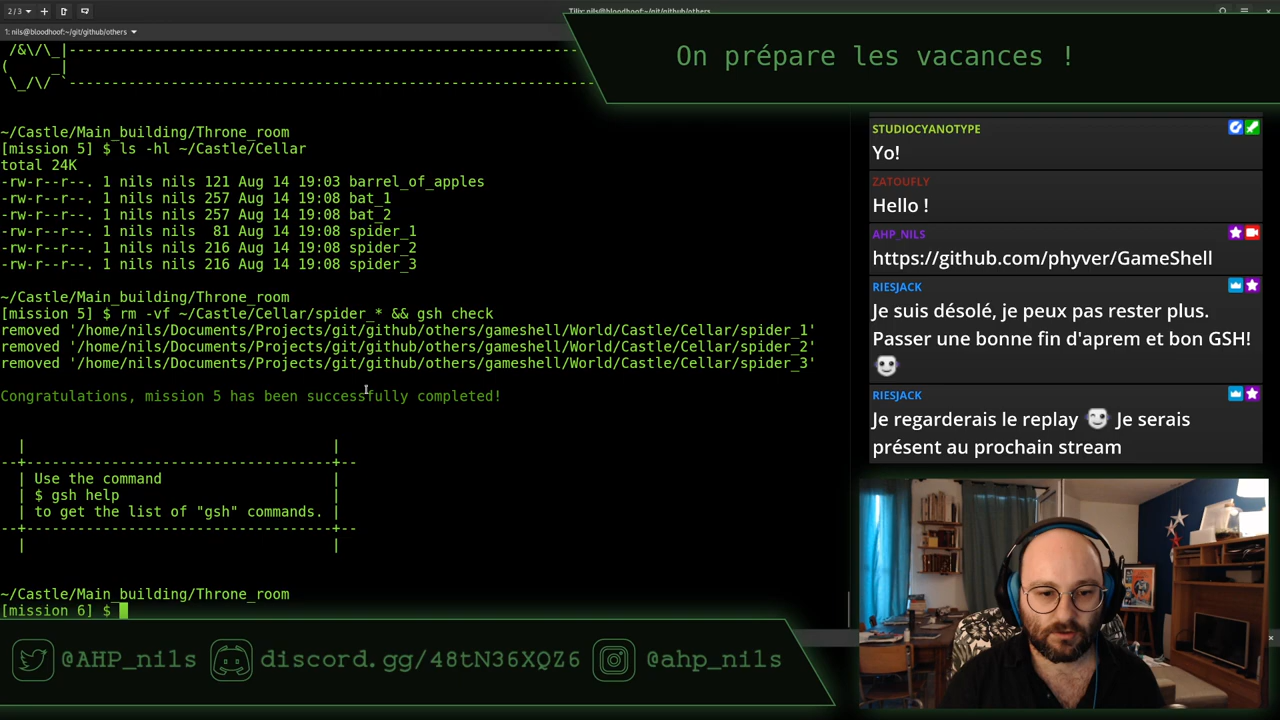 2/3
Tilix: nils@bloodhoof:~/git/github/others
1: nils@bloodhoof:~/git/github/others
On prépare les vacances !
/&\/\_|----------------------------------------------------------------
(     _|
\_/\/ `----------------------------------------------------------------
~/Castle/Main_building/Throne_room
[mission 5] $ ls -hl ~/Castle/Cellar
total 24K
-rw-r--r--. 1 nils nils 121 Aug 14 19:03 barrel_of_apples
-rw-r--r--. 1 nils nils 257 Aug 14 19:08 bat_1
-rw-r--r--. 1 nils nils 257 Aug 14 19:08 bat_2
-rw-r--r--. 1 nils nils  81 Aug 14 19:08 spider_1
-rw-r--r--. 1 nils nils 216 Aug 14 19:08 spider_2
-rw-r--r--. 1 nils nils 216 Aug 14 19:08 spider_3
~/Castle/Main_building/Throne_room
[mission 5] $ rm -vf ~/Castle/Cellar/spider_* && gsh check
removed '/home/nils/Documents/Projects/git/github/others/gameshell/World/Castle/Cellar/spider_1'
removed '/home/nils/Documents/Projects/git/github/others/gameshell/World/Castle/Cellar/spider_2'
removed '/home/nils/Documents/Projects/git/github/others/gameshell/World/Castle/Cellar/spider_3'
Congratulations, mission 5 has been successfully completed!
Use the command
$ gsh help
to get the list of "gsh" commands.
~/Castle/Main_building/Throne_room
[mission 6] $
STUDIOCYANOTYPE
Yo!
ZATOUFLY
Hello !
AHP_NILS
https://github.com/phyver/GameShell
RIESJACK
Je suis désolé, je peux pas rester plus.
Passer une bonne fin d'aprem et bon GSH!
RIESJACK
Je regarderais le replay Je serais
présent au prochain stream
@AHP_nils
discord.gg/48tN36XQZ6
@ahp_nils